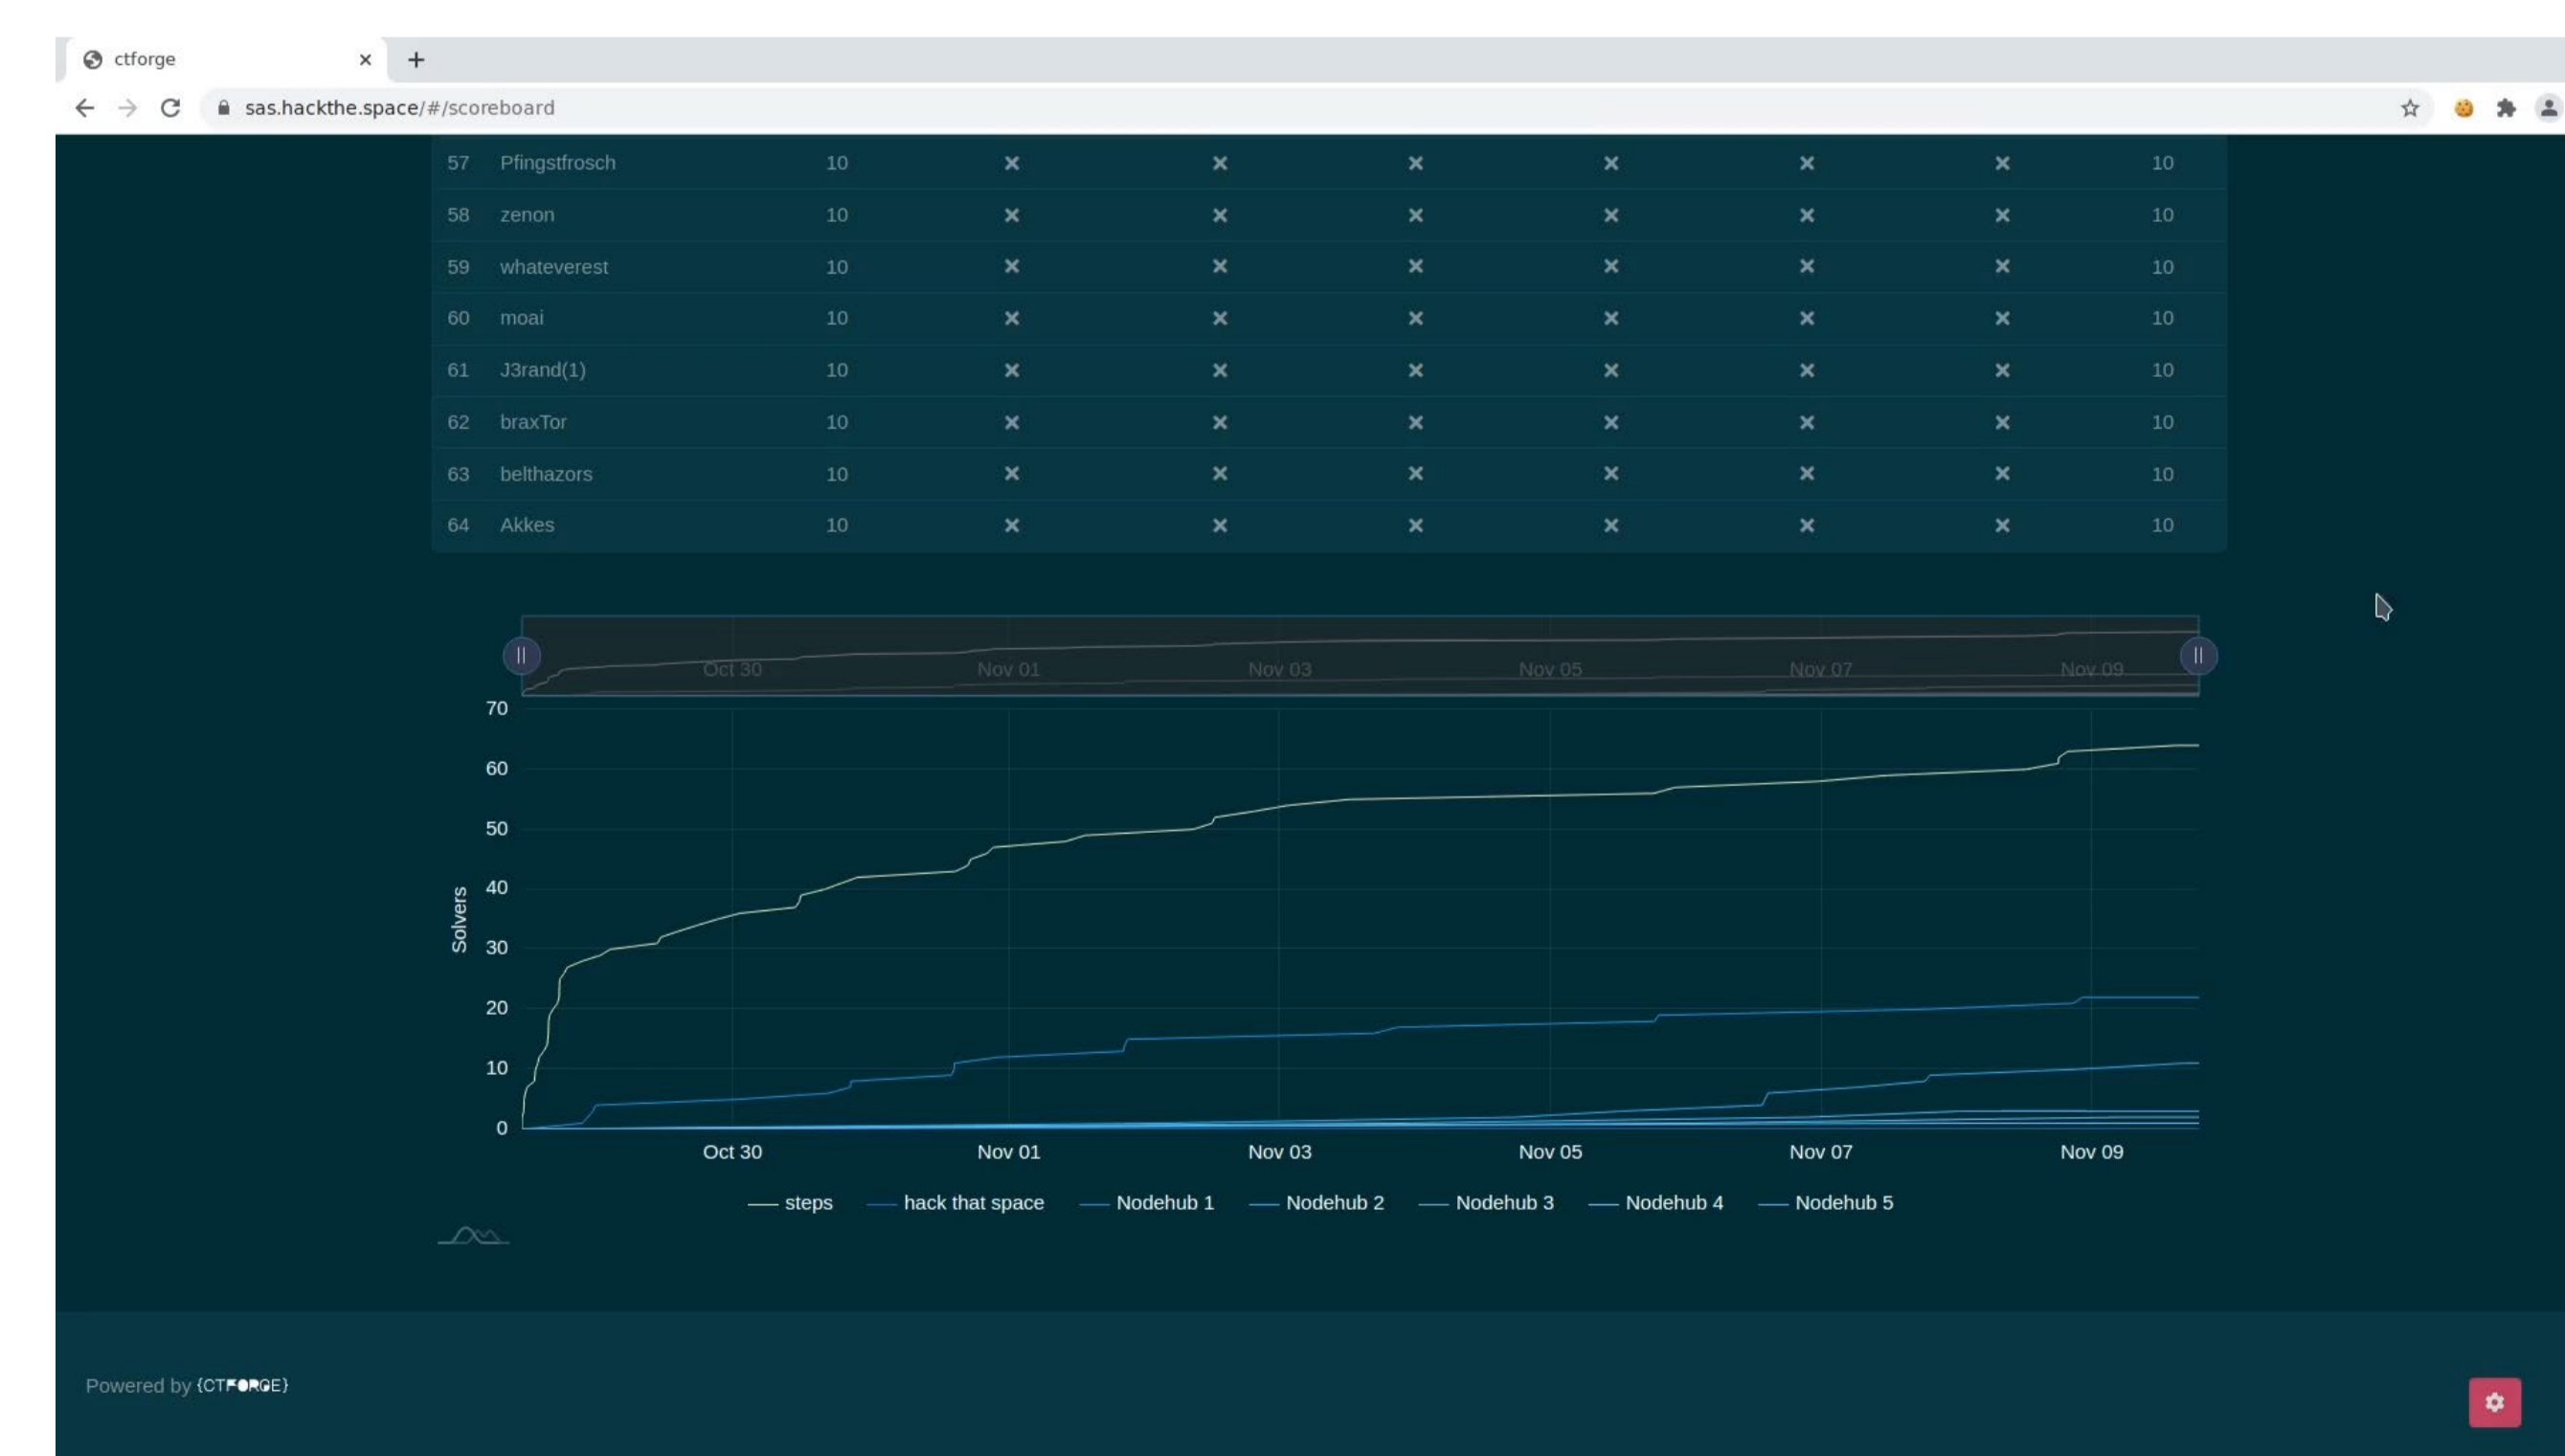 ctforge
sas.hackthe.space/#/scoreboard
57 Pfingstfrosch 10 × × × × × × 10
58 zenon 10 × × × × × × 10
59 whateverest 10 × × × × × × 10
60 moai 10 × × × × × × 10
61 J3rand(1) 10 × × × × × × 10
62 braxTor 10 × × × × × × 10
63 belthazors 10 × × × × × × 10
64 Akkes 10 × × × × × × 10
Oct 30 Nov 01 Nov 03 Nov 05 Nov 07 Nov 09
70
60
50
40
Solvers
30
20
10
0
Oct 30 Nov 01 Nov 03 Nov 05 Nov 07 Nov 09
steps hack that space Nodehub 1 Nodehub 2 Nodehub 3 Nodehub 4 Nodehub 5
Powered by {CTFORGE}